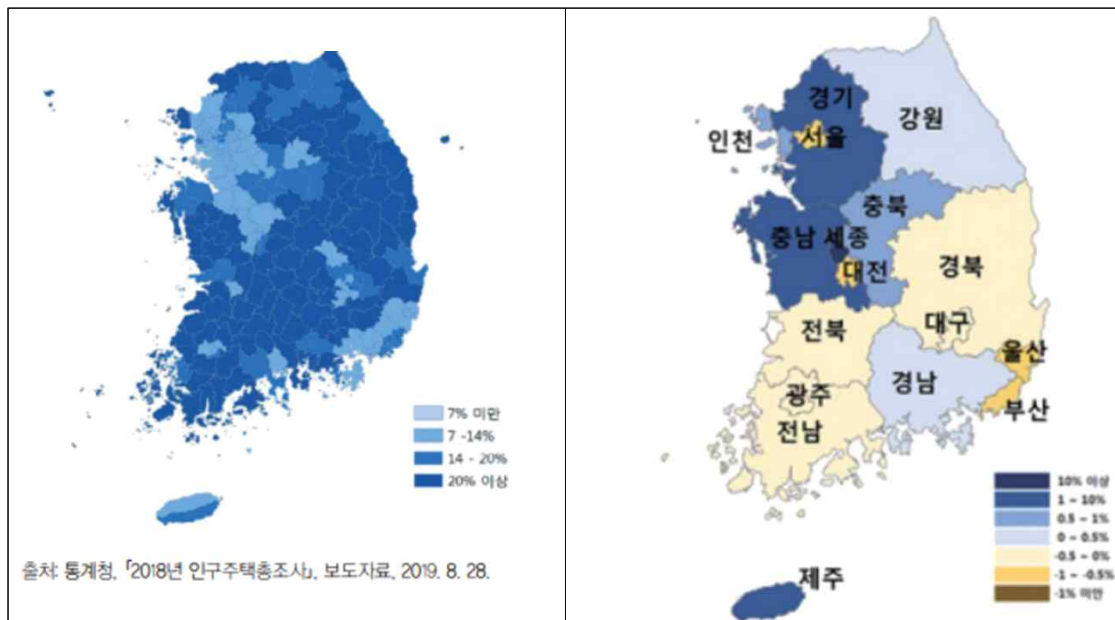 7% 미만
7 -14%
14 - 20%
20% 이상
출처: 통계청, 「2018년 인구주택총조사」, 보도자료, 2019. 8. 28.
경기
강원
인천
서울
충북
충남 세종
대전
경북
전북
대구
울산
경남
광주
부산
전남
10% 이상
1 ~ 10%
0.5 ~ 1%
0 ~ 0.5%
-0.5 ~ 0%
-1 ~ -0.5%
-1% 미만
제주